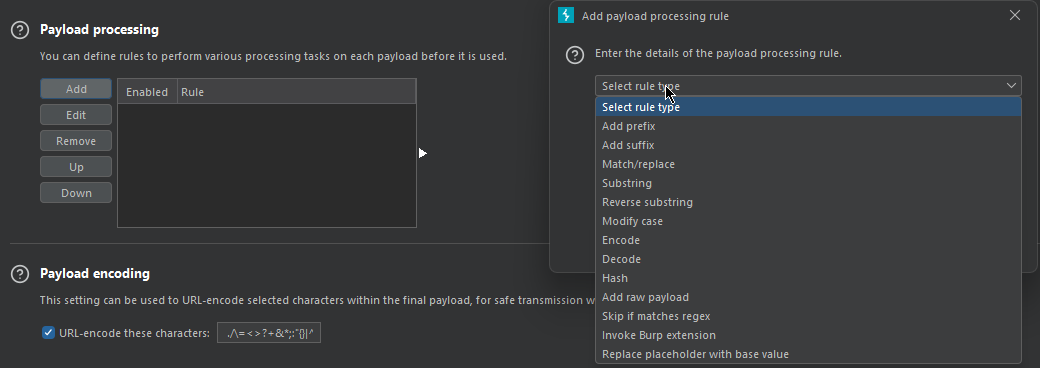 Payload processing
You can define rules to perform various processing tasks on each payload before it is used.
Add
Edit
Remove
Up
Down
Enabled Rule
Payload encoding
This setting can be used to URL-encode selected characters within the final payload, for safe transmission w
URL-encode these characters: ./\=<>?+&*;:"{}|^
Add payload processing rule
Enter the details of the payload processing rule.
Select rule type
Select rule type
Add prefix
Add suffix
Match/replace
Substring
Reverse substring
Modify case
Encode
Decode
Hash
Add raw payload
Skip if matches regex
Invoke Burp extension
Replace placeholder with base value